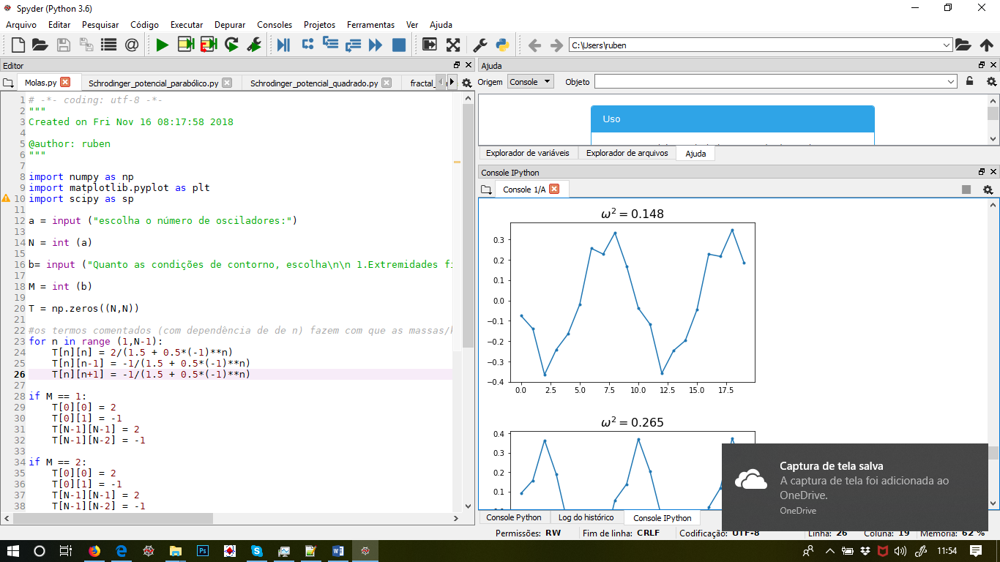 Spyder (Python 3.6)
Arquivo Editar Pesquisar Código Executar Depurar Consoles Projetos Ferramentas Ver Ajuda
C:\Users\ruben
Editor
Molas.py Schrodinger_potencial_parabólico.py Schrodinger_potencial_quadrado.py fractal_
1 # -*- coding: utf-8 -*-
2 """
3 Created on Fri Nov 16 08:17:58 2018
4
5 @author: ruben
6 """
7
8 import numpy as np
9 import matplotlib.pyplot as plt
10 import scipy as sp
11
12 a = input ("escolha o número de osciladores:")
13
14 N = int (a)
15
16 b= input ("Quanto as condições de contorno, escolha\n\n 1.Extremidades fi
17
18 M = int (b)
19
20 T = np.zeros((N,N))
21
22 #os termos comentados (com dependência de de n) fazem com que as massas/k
23 for n in range (1,N-1):
24 T[n][n] = 2/(1.5 + 0.5*(-1)**n)
25 T[n][n-1] = -1/(1.5 + 0.5*(-1)**n)
26 T[n][n+1] = -1/(1.5 + 0.5*(-1)**n)
27
28 if M == 1:
29 T[0][0] = 2
30 T[0][1] = -1
31 T[N-1][N-1] = 2
32 T[N-1][N-2] = -1
33
34 if M == 2:
35 T[0][0] = 2
36 T[0][1] = -1
37 T[N-1][N-1] = 2
38 T[N-1][N-2] = -1
Ajuda
Origem Console Objeto
Uso
Explorador de variáveis Explorador de arquivos Ajuda
Console IPython
Console 1/A
ω² = 0.148
0.3
0.2
0.1
0.0
−0.1
−0.2
−0.3
−0.4
0.0 2.5 5.0 7.5 10.0 12.5 15.0 17.5
ω² = 0.265
0.4
0.3
0.2
0.1
Captura de tela salva
A captura de tela foi adicionada ao
OneDrive.
OneDrive
Console Python Log do histórico Console IPython
Permissões: RW Fim de linha: CRLF Codificação: UTF-8 Linha: 26 Coluna: 19 Memória: 62 %
11:54